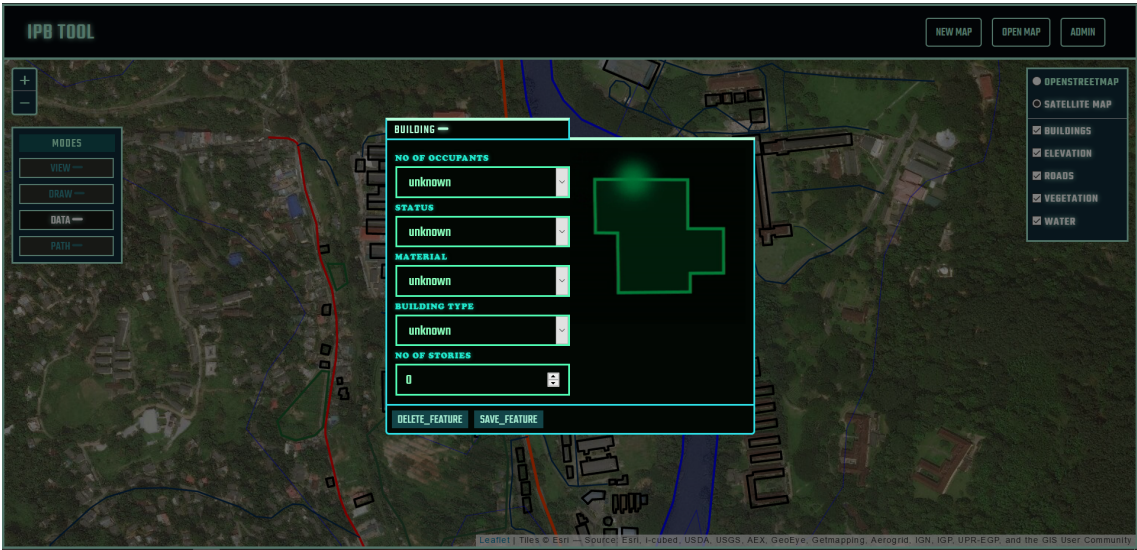 IPB TOOL
NEW MAP
OPEN MAP
ADMIN
+
−
MODES
VIEW
DRAW
DATA
PATH
BUILDING
NO OF OCCUPANTS
unknown
STATUS
unknown
MATERIAL
unknown
BUILDING TYPE
unknown
NO OF STORIES
0
DELETE_FEATURE SAVE_FEATURE
OPENSTREETMAP
SATELLITE MAP
BUILDINGS
ELEVATION
ROADS
VEGETATION
WATER
Leaflet | Tiles © Esri — Source: Esri, i-cubed, USDA, USGS, AEX, GeoEye, Getmapping, Aerogrid, IGN, IGP, UPR-EGP, and the GIS User Community